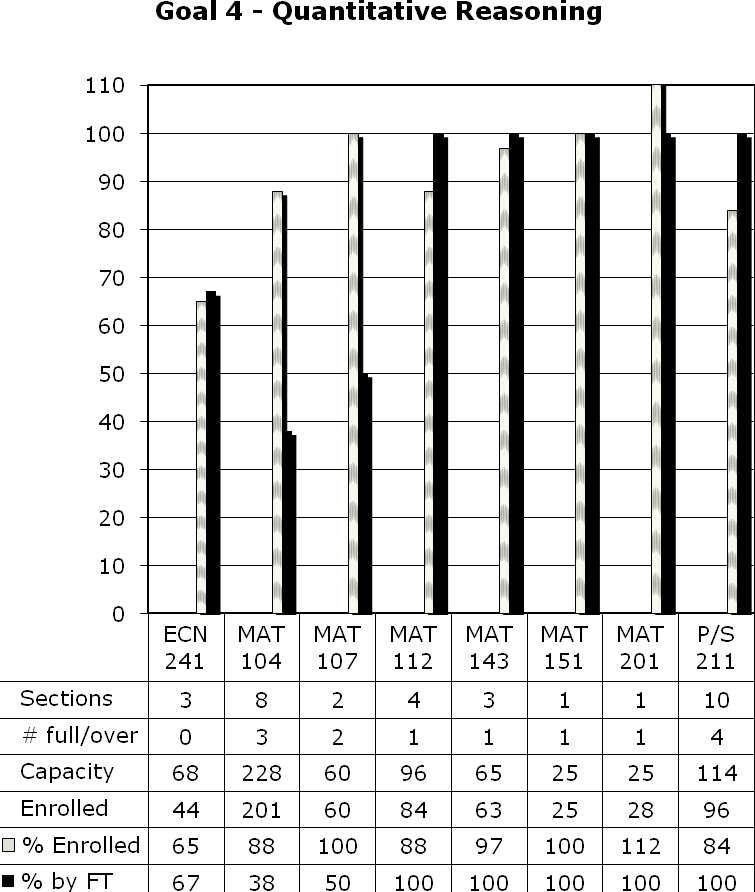 Goal 4 - Quantitative Reasoning
110
100
90
80
70
60
50
40
30
20
10
0
ECN MAT MAT MAT MAT MAT MAT P/S
241 104 107 112 143 151 201 211
Sections 3 8 2 4 3 1 1 10
# full/over 0 3 2 1 1 1 1 4
Capacity 68 228 60 96 65 25 25 114
Enrolled 44 201 60 84 63 25 28 96
% Enrolled 65 88 100 88 97 100 112 84
% by FT 67 38 50 100 100 100 100 100